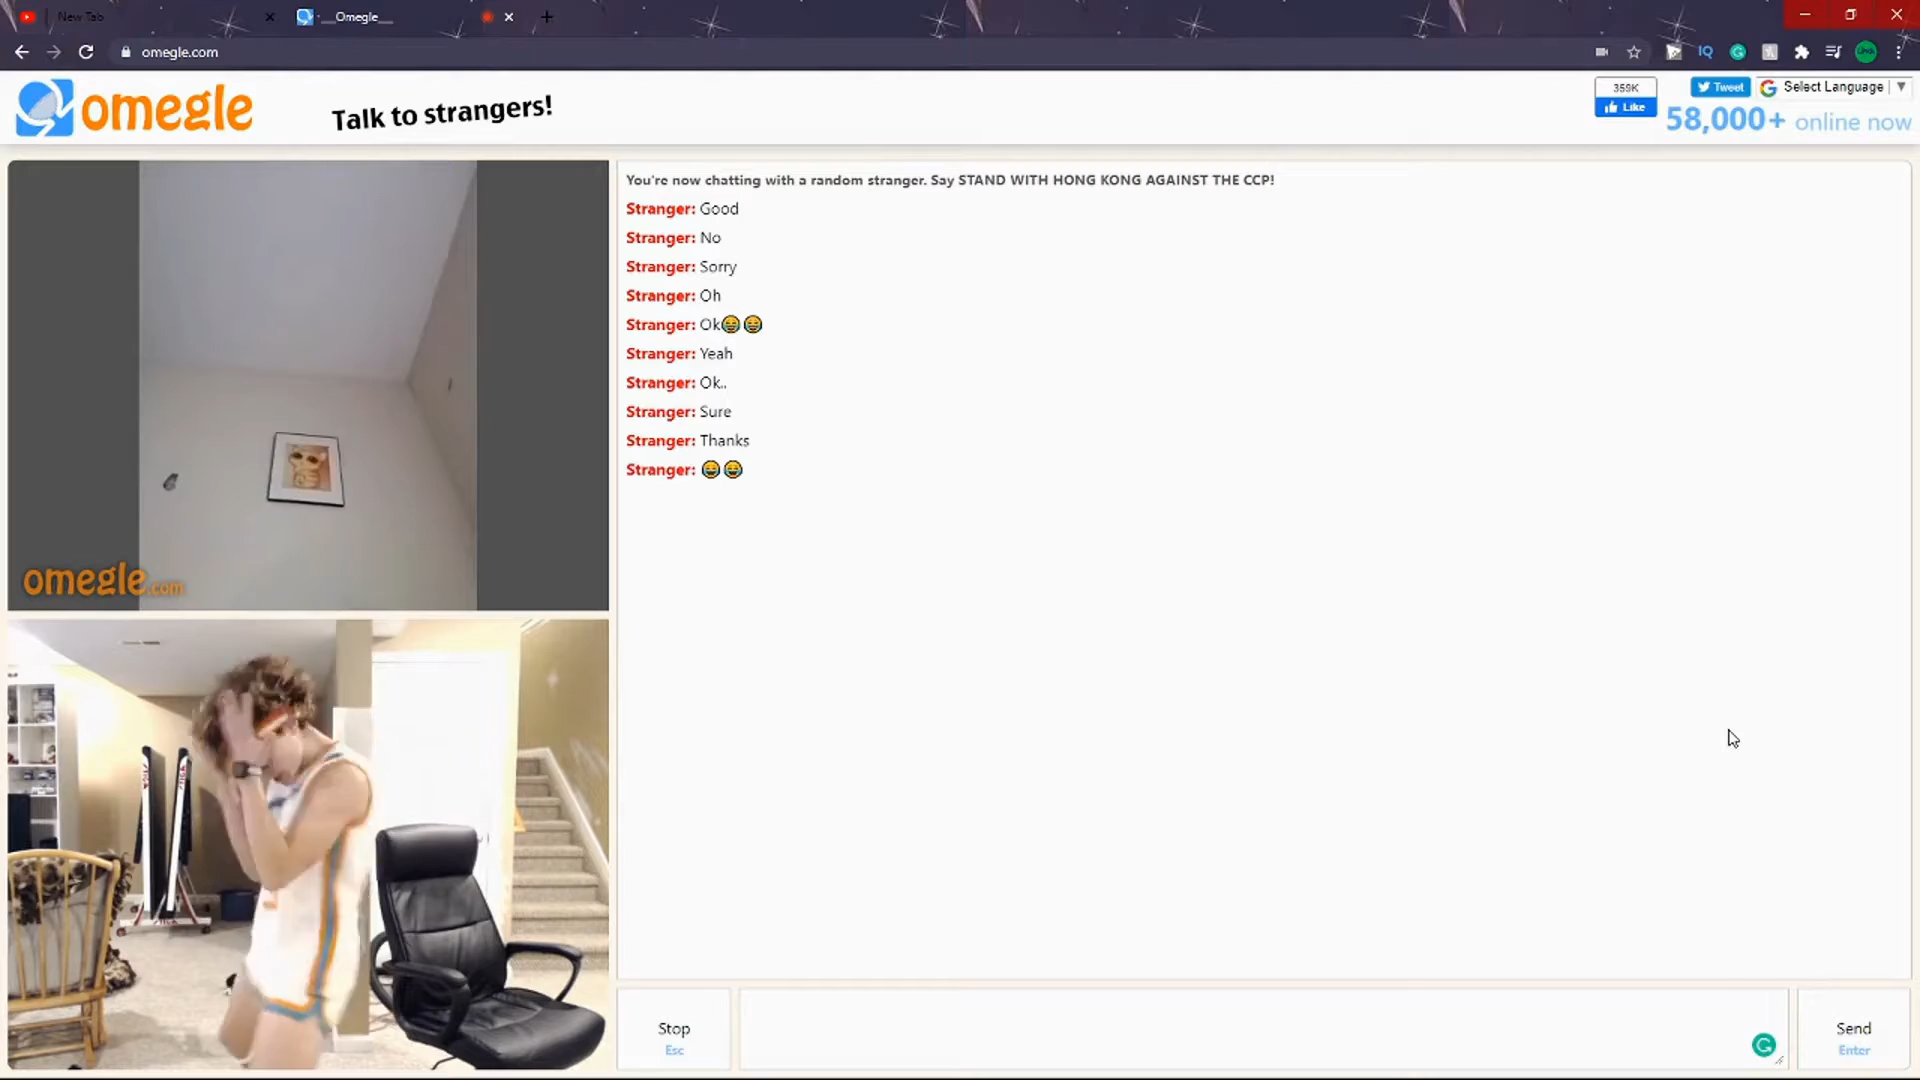 New Tab
__Omegle__
omegle.com
omegle
Talk to strangers!
359K
Like
Tweet
Select Language
58,000+ online now
You're now chatting with a random stranger. Say STAND WITH HONG KONG AGAINST THE CCP!
Stranger: Good
Stranger: No
Stranger: Sorry
Stranger: Oh
Stranger: Ok😂😂
Stranger: Yeah
Stranger: Ok..
Stranger: Sure
Stranger: Thanks
Stranger: 😂😂
omegle.com
Stop
Esc
Send
Enter